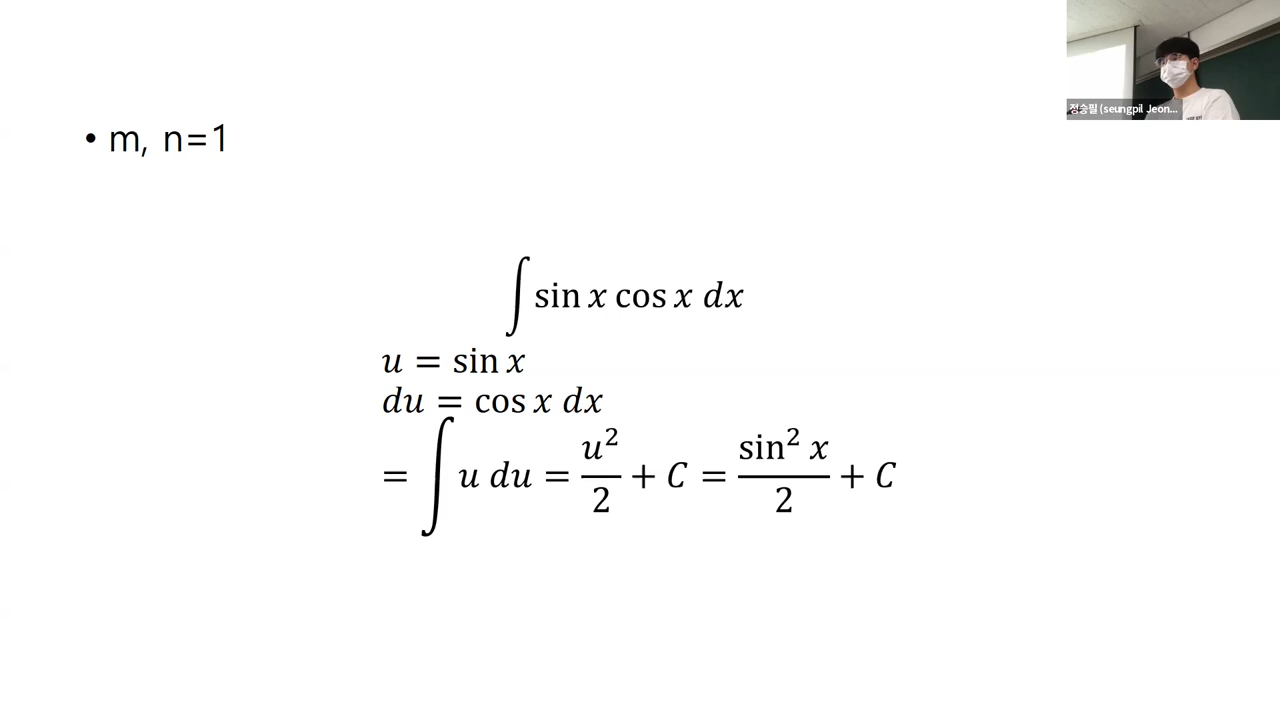 • m, n=1
정승필 (seungpil Jeon...
∫ sin x cos x dx
u = sin x
du = cos x dx
= ∫ u du = u²/2 + C = sin² x/2 + C